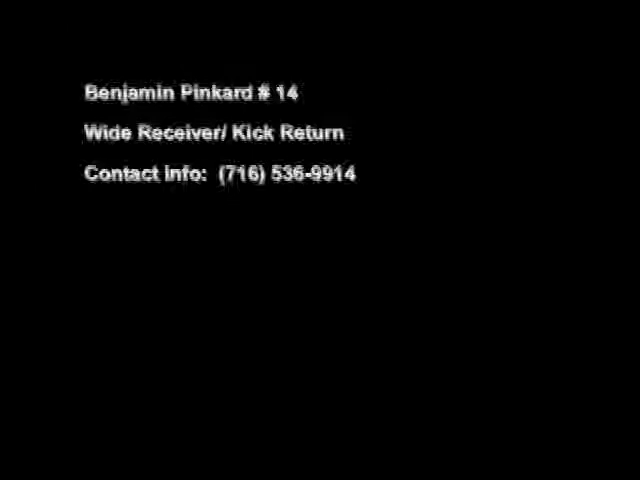 Benjamin Pinkard # 14
Wide Receiver/ Kick Return
Contact info: (716) 536-9914